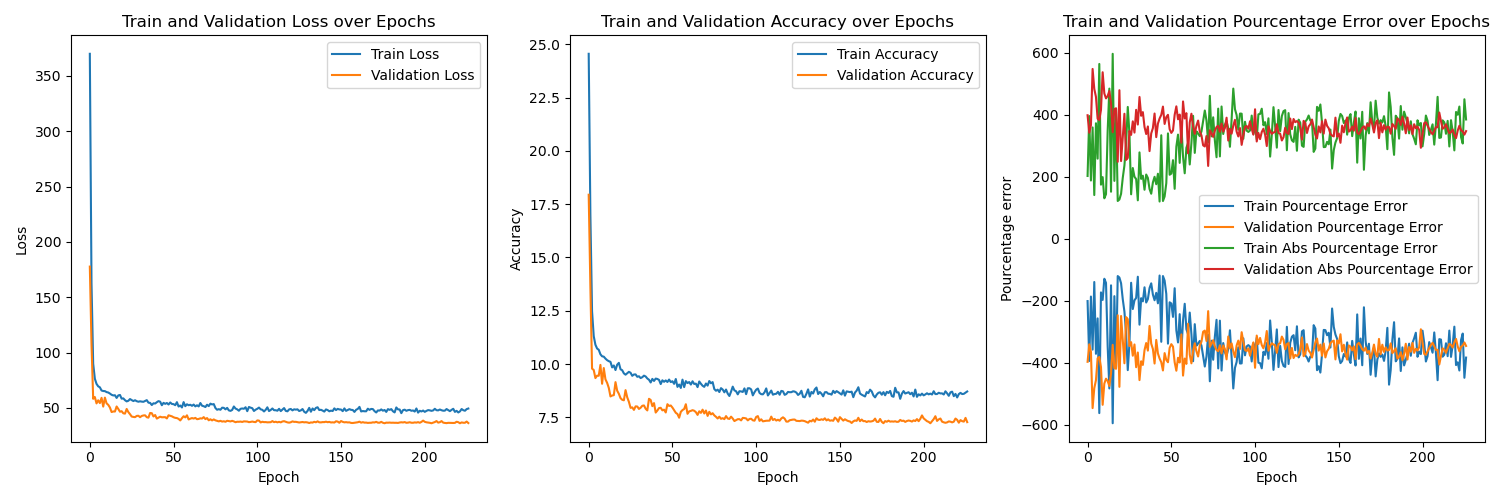 Train and Validation Loss over Epochs
Train Loss
Validation Loss
350
300
250
200
150
100
50
0
50
100
150
200
Loss
Epoch
Train and Validation Accuracy over Epochs
Train Accuracy
Validation Accuracy
25.0
22.5
20.0
17.5
15.0
12.5
10.0
7.5
0
50
100
150
200
Accuracy
Epoch
Train and Validation Pourcentage Error over Epochs
600
400
200
0
−200
−400
−600
Train Pourcentage Error
Validation Pourcentage Error
Train Abs Pourcentage Error
Validation Abs Pourcentage Error
0
50
100
150
200
Pourcentage error
Epoch